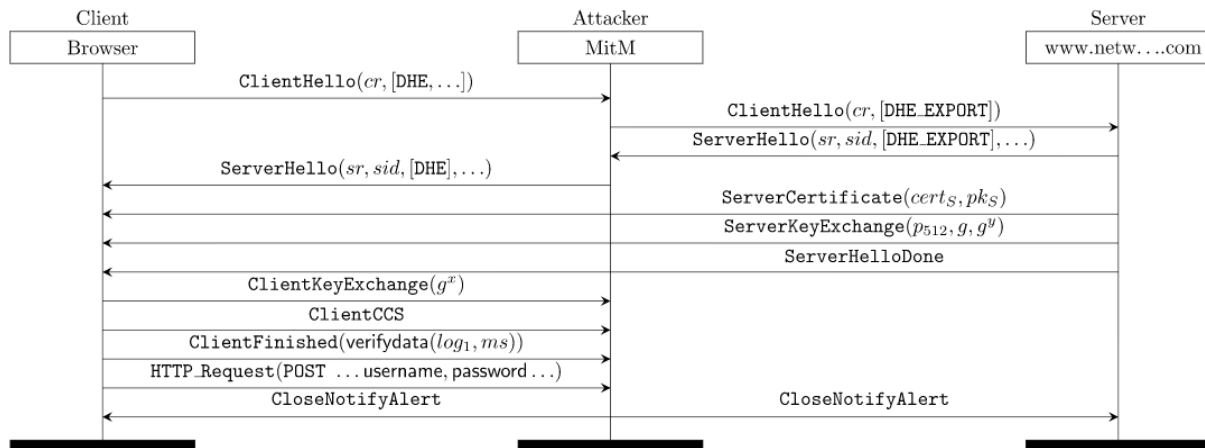 Client Attacker Server
Browser MitM www.netw....com
ClientHello(cr, [DHE, ...])
ClientHello(cr, [DHE_EXPORT])
ServerHello(sr, sid, [DHE_EXPORT], ...)
ServerHello(sr, sid, [DHE], ...)
ServerCertificate(cert_S, pk_S)
ServerKeyExchange(p_512, g, g^y)
ServerHelloDone
ClientKeyExchange(g^x)
ClientCCS
ClientFinished(verifydata(log_1, ms))
HTTP_Request(POST ...username, password...)
CloseNotifyAlert CloseNotifyAlert